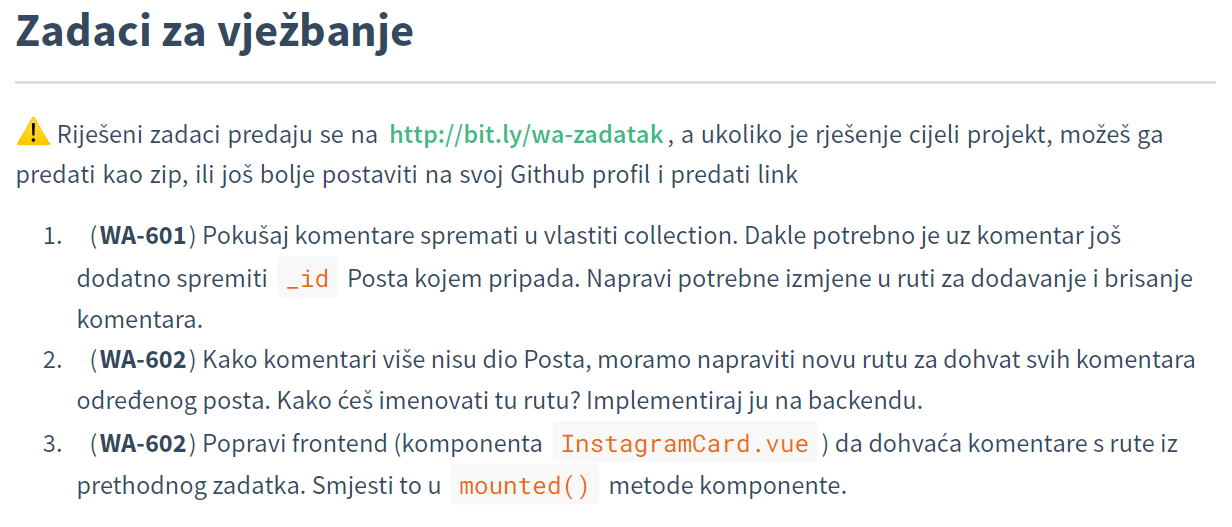 Zadaci za vježbanje
⚠️ Riješeni zadaci predaju se na http://bit.ly/wa-zadatak, a ukoliko je rješenje cijeli projekt, možeš ga
predati kao zip, ili još bolje postaviti na svoj Github profil i predati link
1. (WA-601) Pokušaj komentare spremati u vlastiti collection. Dakle potrebno je uz komentar još
dodatno spremiti _id Posta kojem pripada. Napravi potrebne izmjene u ruti za dodavanje i brisanje
komentara.
2. (WA-602) Kako komentari više nisu dio Posta, moramo napraviti novu rutu za dohvat svih komentara
određenog posta. Kako ćeš imenovati tu rutu? Implementiraj ju na backendu.
3. (WA-602) Popravi frontend (komponenta InstagramCard.vue ) da dohvaća komentare s rute iz
prethodnog zadatka. Smjesti to u mounted() metode komponente.